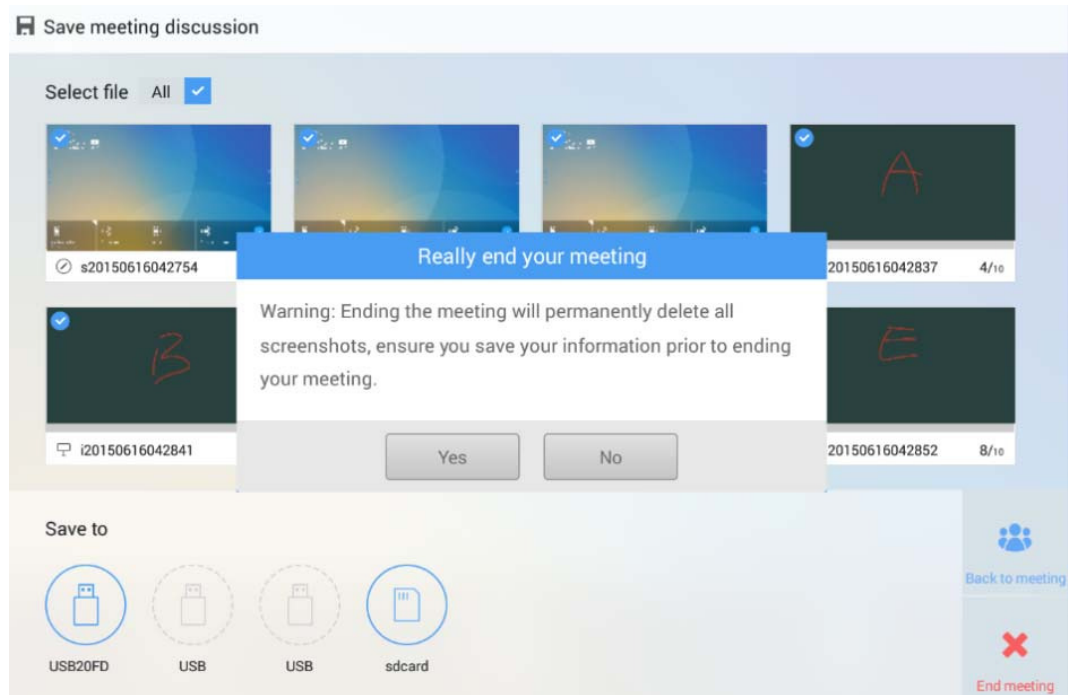 Save meeting discussion
Select file All
A
s20150616042754
20150616042837 4/10
Really end your meeting
Warning: Ending the meeting will permanently delete all
screenshots, ensure you save your information prior to ending
your meeting.
Yes No
B
E
i20150616042841
20150616042852 8/10
Save to
Back to meeting
USB20FD USB USB sdcard
End meeting